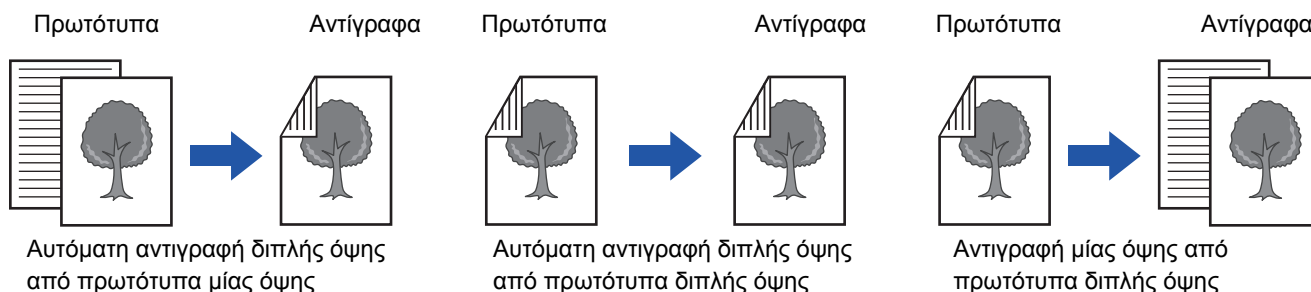 Πρωτότυπα Αντίγραφα Πρωτότυπα Αντίγραφα Πρωτότυπα Αντίγραφα
Αυτόματη αντιγραφή διπλής όψης
από πρωτότυπα μίας όψης
Αυτόματη αντιγραφή διπλής όψης
από πρωτότυπα διπλής όψης
Αντιγραφή μίας όψης από
πρωτότυπα διπλής όψης